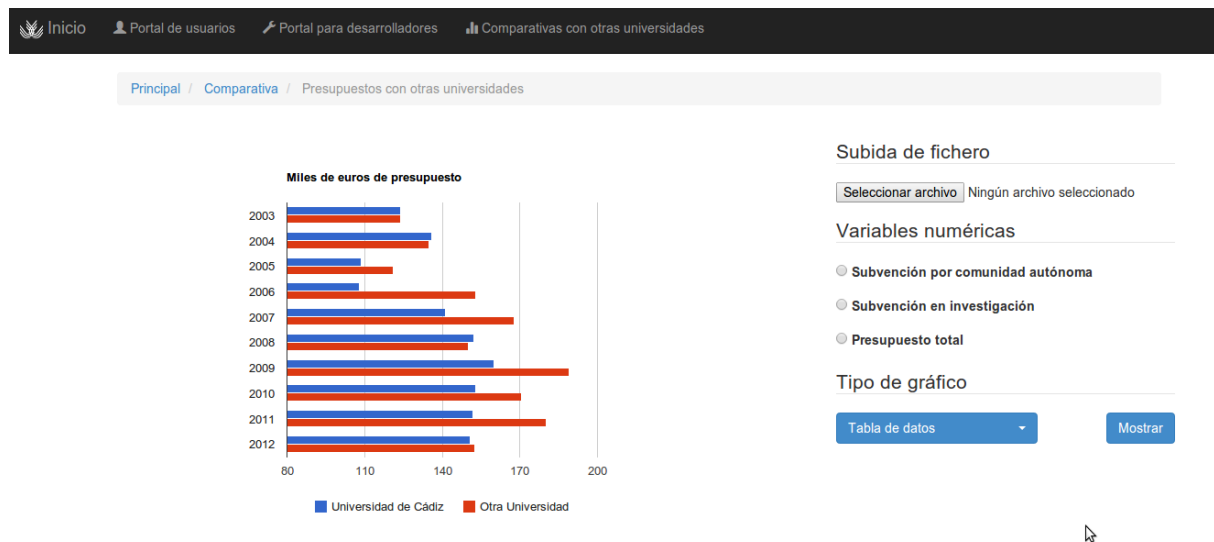 Inicio Portal de usuarios Portal para desarrolladores Comparativas con otras universidades
Principal / Comparativa / Presupuestos con otras universidades
Miles de euros de presupuesto
2003
2004
2005
2006
2007
2008
2009
2010
2011
2012
80 110 140 170 200
Universidad de Cádiz Otra Universidad
Subida de fichero
Seleccionar archivo Ningún archivo seleccionado
Variables numéricas
Subvención por comunidad autónoma
Subvención en investigación
Presupuesto total
Tipo de gráfico
Tabla de datos Mostrar